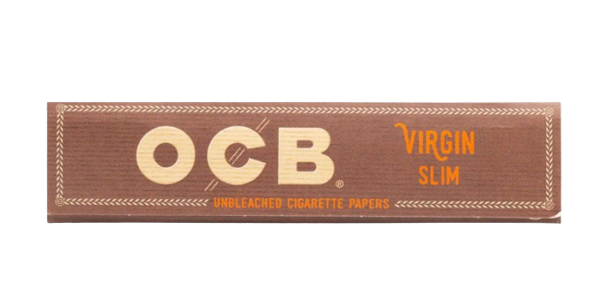 OCB®
VIRGIN
SLIM
UNBLEACHED CIGARETTE PAPERS